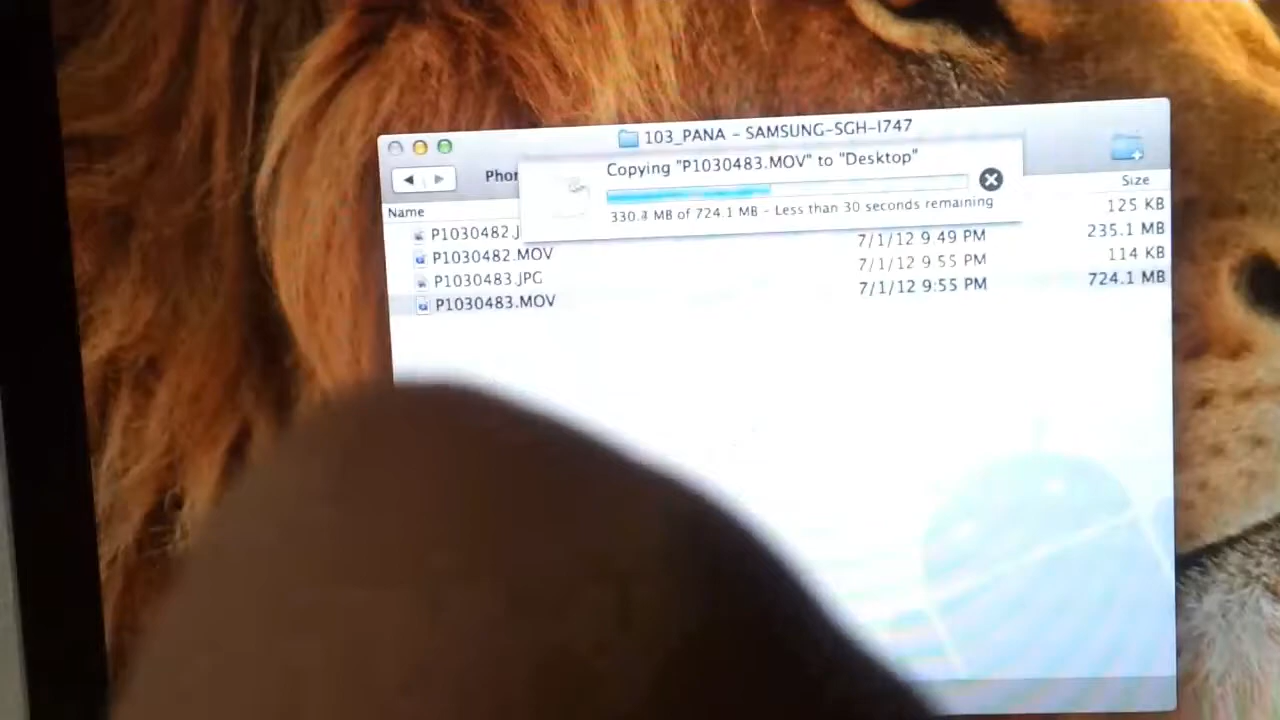 103_PANA – SAMSUNG-SGH-I747
Copying "P1030483.MOV" to "Desktop"
330.4 MB of 724.1 MB – Less than 30 seconds remaining
Name Size
125 KB
P1030482.MOV 7/1/12 9:49 PM 235.1 MB
P1030483.JPG 7/1/12 9:55 PM 114 KB
P1030483.MOV 7/1/12 9:55 PM 724.1 MB